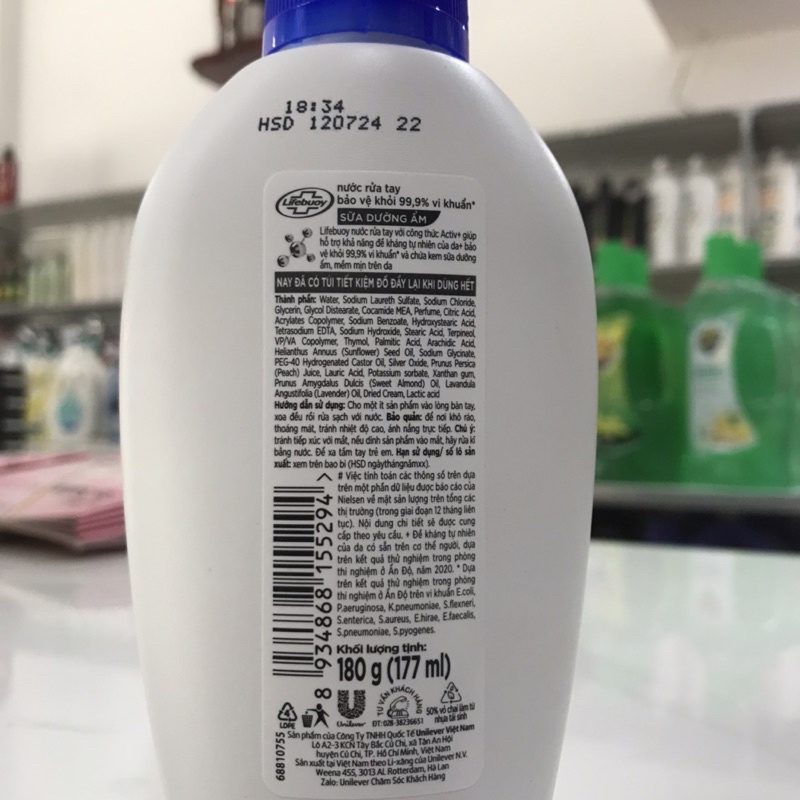 18:34
HSD 120724 22
Lifebuoy
nước rửa tay
bảo vệ khỏi 99,9% vi khuẩn*
SỮA DƯỠNG ẨM
Lifebuoy nước rửa tay với công thức Activ+ giúp
hỗ trợ khả năng đề kháng tự nhiên của da+ bảo
vệ khỏi 99,9% vi khuẩn* và chứa kem sữa dưỡng
ẩm, mềm mịn trên da
NAY ĐÃ CÓ TÚI TIẾT KIỆM ĐỔ ĐẦY LẠI KHI DÙNG HẾT
Thành phần: Water, Sodium Laureth Sulfate, Sodium Chloride,
Glycerin, Glycol Distearate, Cocamide MEA, Perfume, Citric Acid,
Acrylates Copolymer, Sodium Benzoate, Hydroxystearic Acid,
Tetrasodium EDTA, Sodium Hydroxide, Stearic Acid, Terpineol,
VP/VA Copolymer, Thymol, Palmitic Acid, Arachidic Acid,
Helianthus Annuus (Sunflower) Seed Oil, Sodium Glycinate,
PEG-40 Hydrogenated Castor Oil, Silver Oxide, Prunus Persica
(Peach) Juice, Lauric Acid, Potassium sorbate, Xanthan gum,
Prunus Amygdalus Dulcis (Sweet Almond) Oil, Lavandula
Angustifolia (Lavender) Oil, Dried Cream, Lactic acid
Hướng dẫn sử dụng: Cho một ít sản phẩm vào lòng bàn tay,
xoa đều rồi rửa sạch với nước. Bảo quản: để nơi khô ráo,
thoáng mát, tránh nhiệt độ cao, ánh nắng trực tiếp. Chú ý:
tránh tiếp xúc với mắt, nếu dính sản phẩm vào mắt, hãy rửa kĩ
bằng nước. Để xa tầm tay trẻ em. Hạn sử dụng/ số lô sản
xuất: xem trên bao bì (HSD ngàythángnămxx).
# Việc tính toán các thông số trên dựa
trên một phần dữ liệu được báo cáo của
Nielsen về mặt sản lượng trên tổng các
thị trường (trong giai đoạn 12 tháng liên
tục). Nội dung chi tiết sẽ được cung
cấp theo yêu cầu. + Đề kháng tự nhiên
của da có sẵn trên cơ thể người, dựa
trên kết quả thử nghiệm trong phòng
thí nghiệm ở Ấn Độ, năm 2020. * Dựa
trên kết quả thử nghiệm trong phòng
thí nghiệm ở Ấn Độ trên vi khuẩn E.coli,
P.aeruginosa, K.pneumoniae, S.flexneri,
S.enterica, S.aureus, E.hirae, E.faecalis,
S.pneumoniae, S.pyogenes.
8 934868 155294 >
Khối lượng tịnh:
180 g (177 ml)
LDPE
Unilever
TƯ VẤN KHÁCH HÀNG
ĐT: 028-38236651
50% vỏ chai làm từ
nhựa tái sinh
68810755
Sản phẩm của Công Ty TNHH Quốc Tế Unilever Việt Nam
Lô A2-3 KCN Tây Bắc Củ Chi, xã Tân An Hội
huyện Củ Chi, TP. Hồ Chí Minh, Việt Nam
Sản xuất tại Việt Nam theo Li-xăng của Unilever N.V.
Weena 455, 3013 AL Rotterdam, Hà Lan
Zalo: Unilever Chăm Sóc Khách Hàng